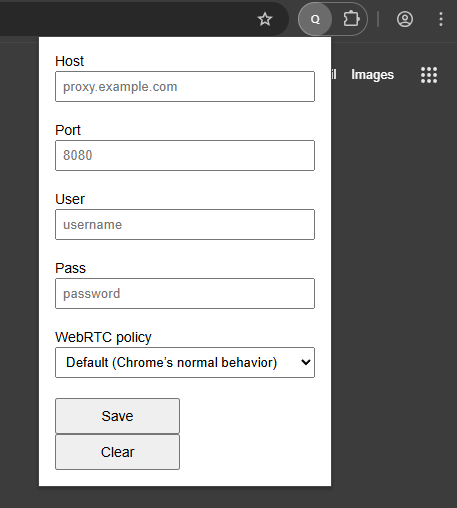 Q
il
Images
Host
proxy.example.com
Port
8080
User
username
Pass
password
WebRTC policy
Default (Chrome’s normal behavior)
Save
Clear